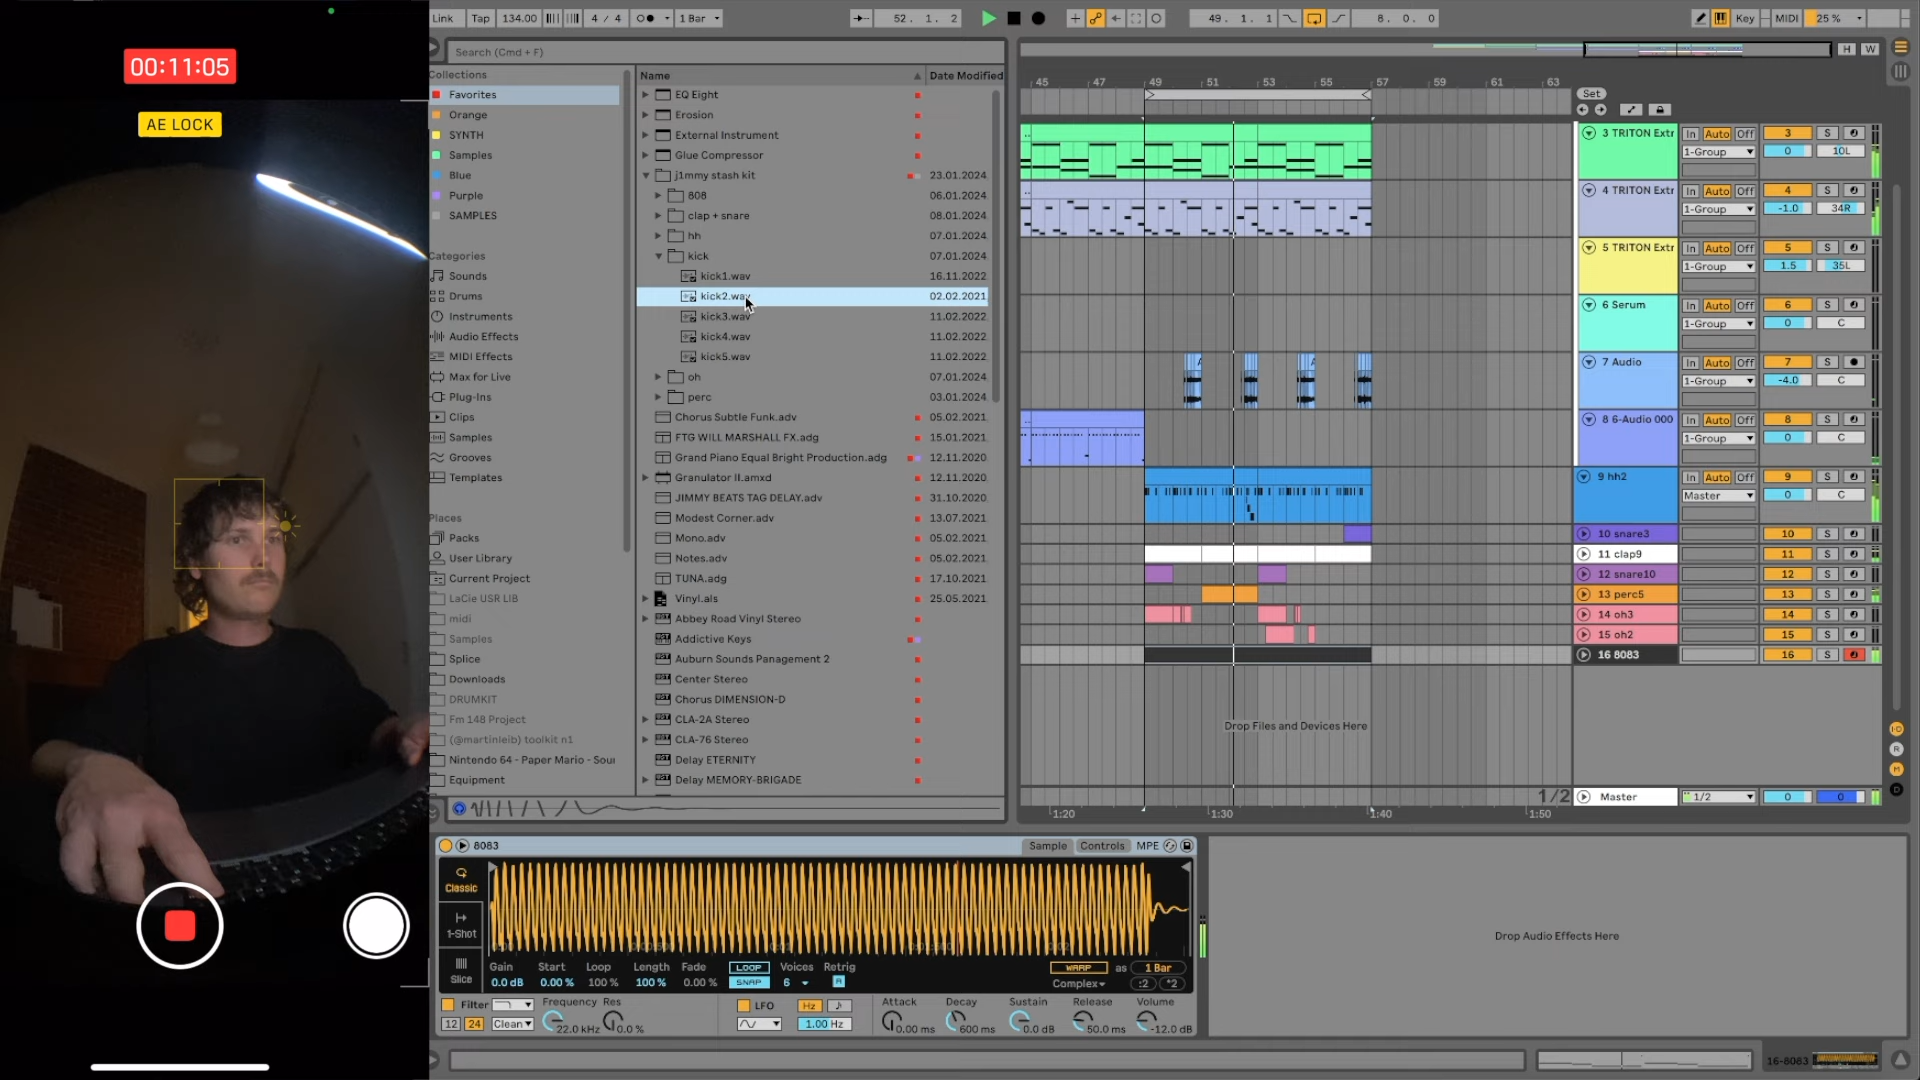 00:11:05
AE LOCK
Link Tap 134.00 4 / 4 1 Bar 52. 1. 2 49. 1. 1 8. 0. 0 Key MIDI 25 %
Search (Cmd + F)
H W
Collections
Favorites
Orange
SYNTH
Samples
Blue
Purple
SAMPLES
Categories
Sounds
Drums
Instruments
Audio Effects
MIDI Effects
Max for Live
Plug-Ins
Clips
Samples
Grooves
Templates
Places
Packs
User Library
Current Project
LaCie USR LIB
midi
Samples
Splice
Downloads
DRUMKIT
Fm 148 Project
(@martinleib) toolkit n1
Nintendo 64 - Paper Mario - Soun
Equipment
Name Date Modified
EQ Eight
Erosion
External Instrument
Glue Compressor
j1mmy stash kit 23.01.2024
808 06.01.2024
clap + snare 08.01.2024
hh 07.01.2024
kick 07.01.2024
kick1.wav 16.11.2022
kick2.wav 02.02.2021
kick3.wav 11.02.2022
kick4.wav 11.02.2022
kick5.wav 11.02.2022
oh 07.01.2024
perc 03.01.2024
Chorus Subtle Funk.adv 05.02.2021
FTG WILL MARSHALL FX.adg 15.01.2021
Grand Piano Equal Bright Production.adg 12.11.2020
Granulator II.amxd 12.11.2020
JIMMY BEATS TAG DELAY.adv 31.10.2020
Modest Corner.adv 13.07.2021
Mono.adv 05.02.2021
Notes.adv 05.02.2021
TUNA.adg 17.10.2021
Vinyl.als 25.05.2021
Abbey Road Vinyl Stereo
Addictive Keys
Auburn Sounds Panagement 2
Center Stereo
Chorus DIMENSION-D
CLA-2A Stereo
CLA-76 Stereo
Delay ETERNITY
Delay MEMORY-BRIGADE
45 47 49 51 53 55 57 59 61 63
Set
3 TRITON Extr In Auto Off 3 S
1-Group 0 10L
4 TRITON Extr In Auto Off 4 S
1-Group -1.0 34R
5 TRITON Extr In Auto Off 5 S
1-Group 1.5 35L
6 Serum In Auto Off 6 S
1-Group 0 C
7 Audio In Auto Off 7 S
1-Group -4.0 C
8 6-Audio 000 In Auto Off 8 S
1-Group 0 C
9 hh2 In Auto Off 9 S
Master 0 C
10 snare3 10 S
11 clap9 11 S
12 snare10 12 S
13 perc5 13 S
14 oh3 14 S
15 oh2 15 S
16 8083 16 S
Drop Files and Devices Here
1/2 Master 1/2 0 0
1:20 1:30 1:40 1:50
8083 Sample Controls MPE
Classic
1-Shot
Slice
Gain Start Loop Length Fade LOOP Voices Retrig WARP as 1 Bar
0.0 dB 0.00 % 100 % 100 % 0.00 % SNAP 6 R Complex :2 *2
Filter Frequency Res LFO Hz Attack Decay Sustain Release Volume
12 24 Clean 22.0 kHz 0.0 % 1.00 Hz 0.00 ms 600 ms 0.0 dB 50.0 ms -12.0 dB
Drop Audio Effects Here
16-8083